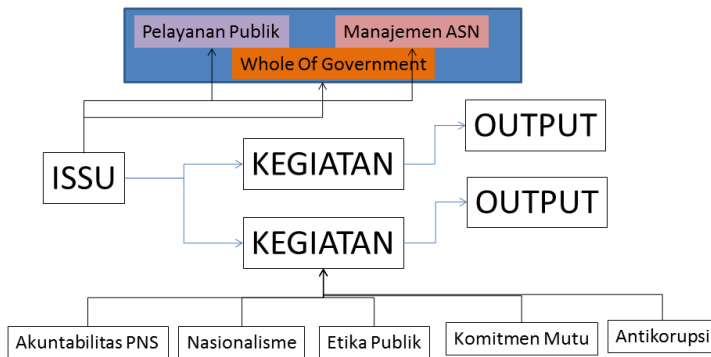 Pelayanan Publik
Manajemen ASN
Whole Of Government
OUTPUT
KEGIATAN
ISSU
OUTPUT
KEGIATAN
Akuntabilitas PNS
Nasionalisme
Etika Publik
Komitmen Mutu
Antikorupsi